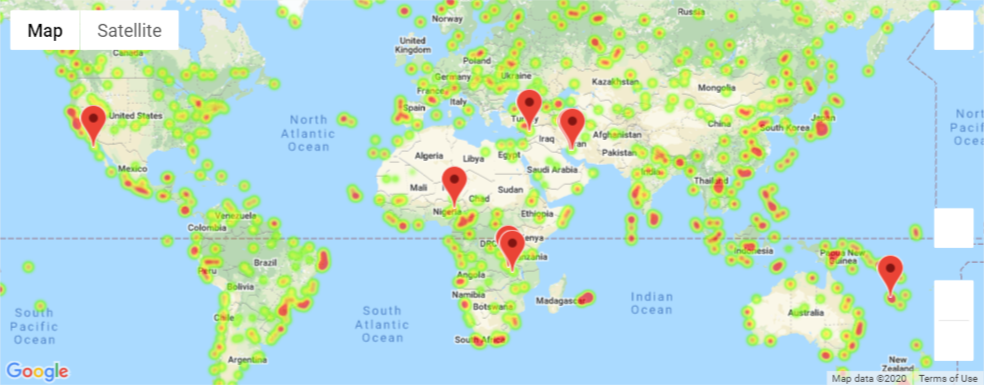 Map
Satellite
Norway
Russia
Canada
United
Kingdom
Poland
Germany
Ukraine
France
Kazakhstan
Mongolia
Spain
Italy
United States
North
Atlantic
Ocean
Turkey
China
South Korea
Japan
Afghanistan
Iraq
Iran
Algeria
Libya
Egypt
Pakistan
Mexico
Saudi Arabia
India
Mali
Chad
Sudan
Thailand
Nigeria
Ethiopia
Venezuela
Colombia
DRC
Kenya
Tanzania
Indonesia
Papua New
Guinea
Brazil
Peru
Bolivia
Angola
Namibia
Botswana
Madagascar
Indian
Ocean
South
Pacific
Ocean
South
Atlantic
Ocean
Australia
Chile
South Africa
Argentina
New
Zealand
Nort
Pacif
Ocea
Google
Map data ©2020
Terms of Use